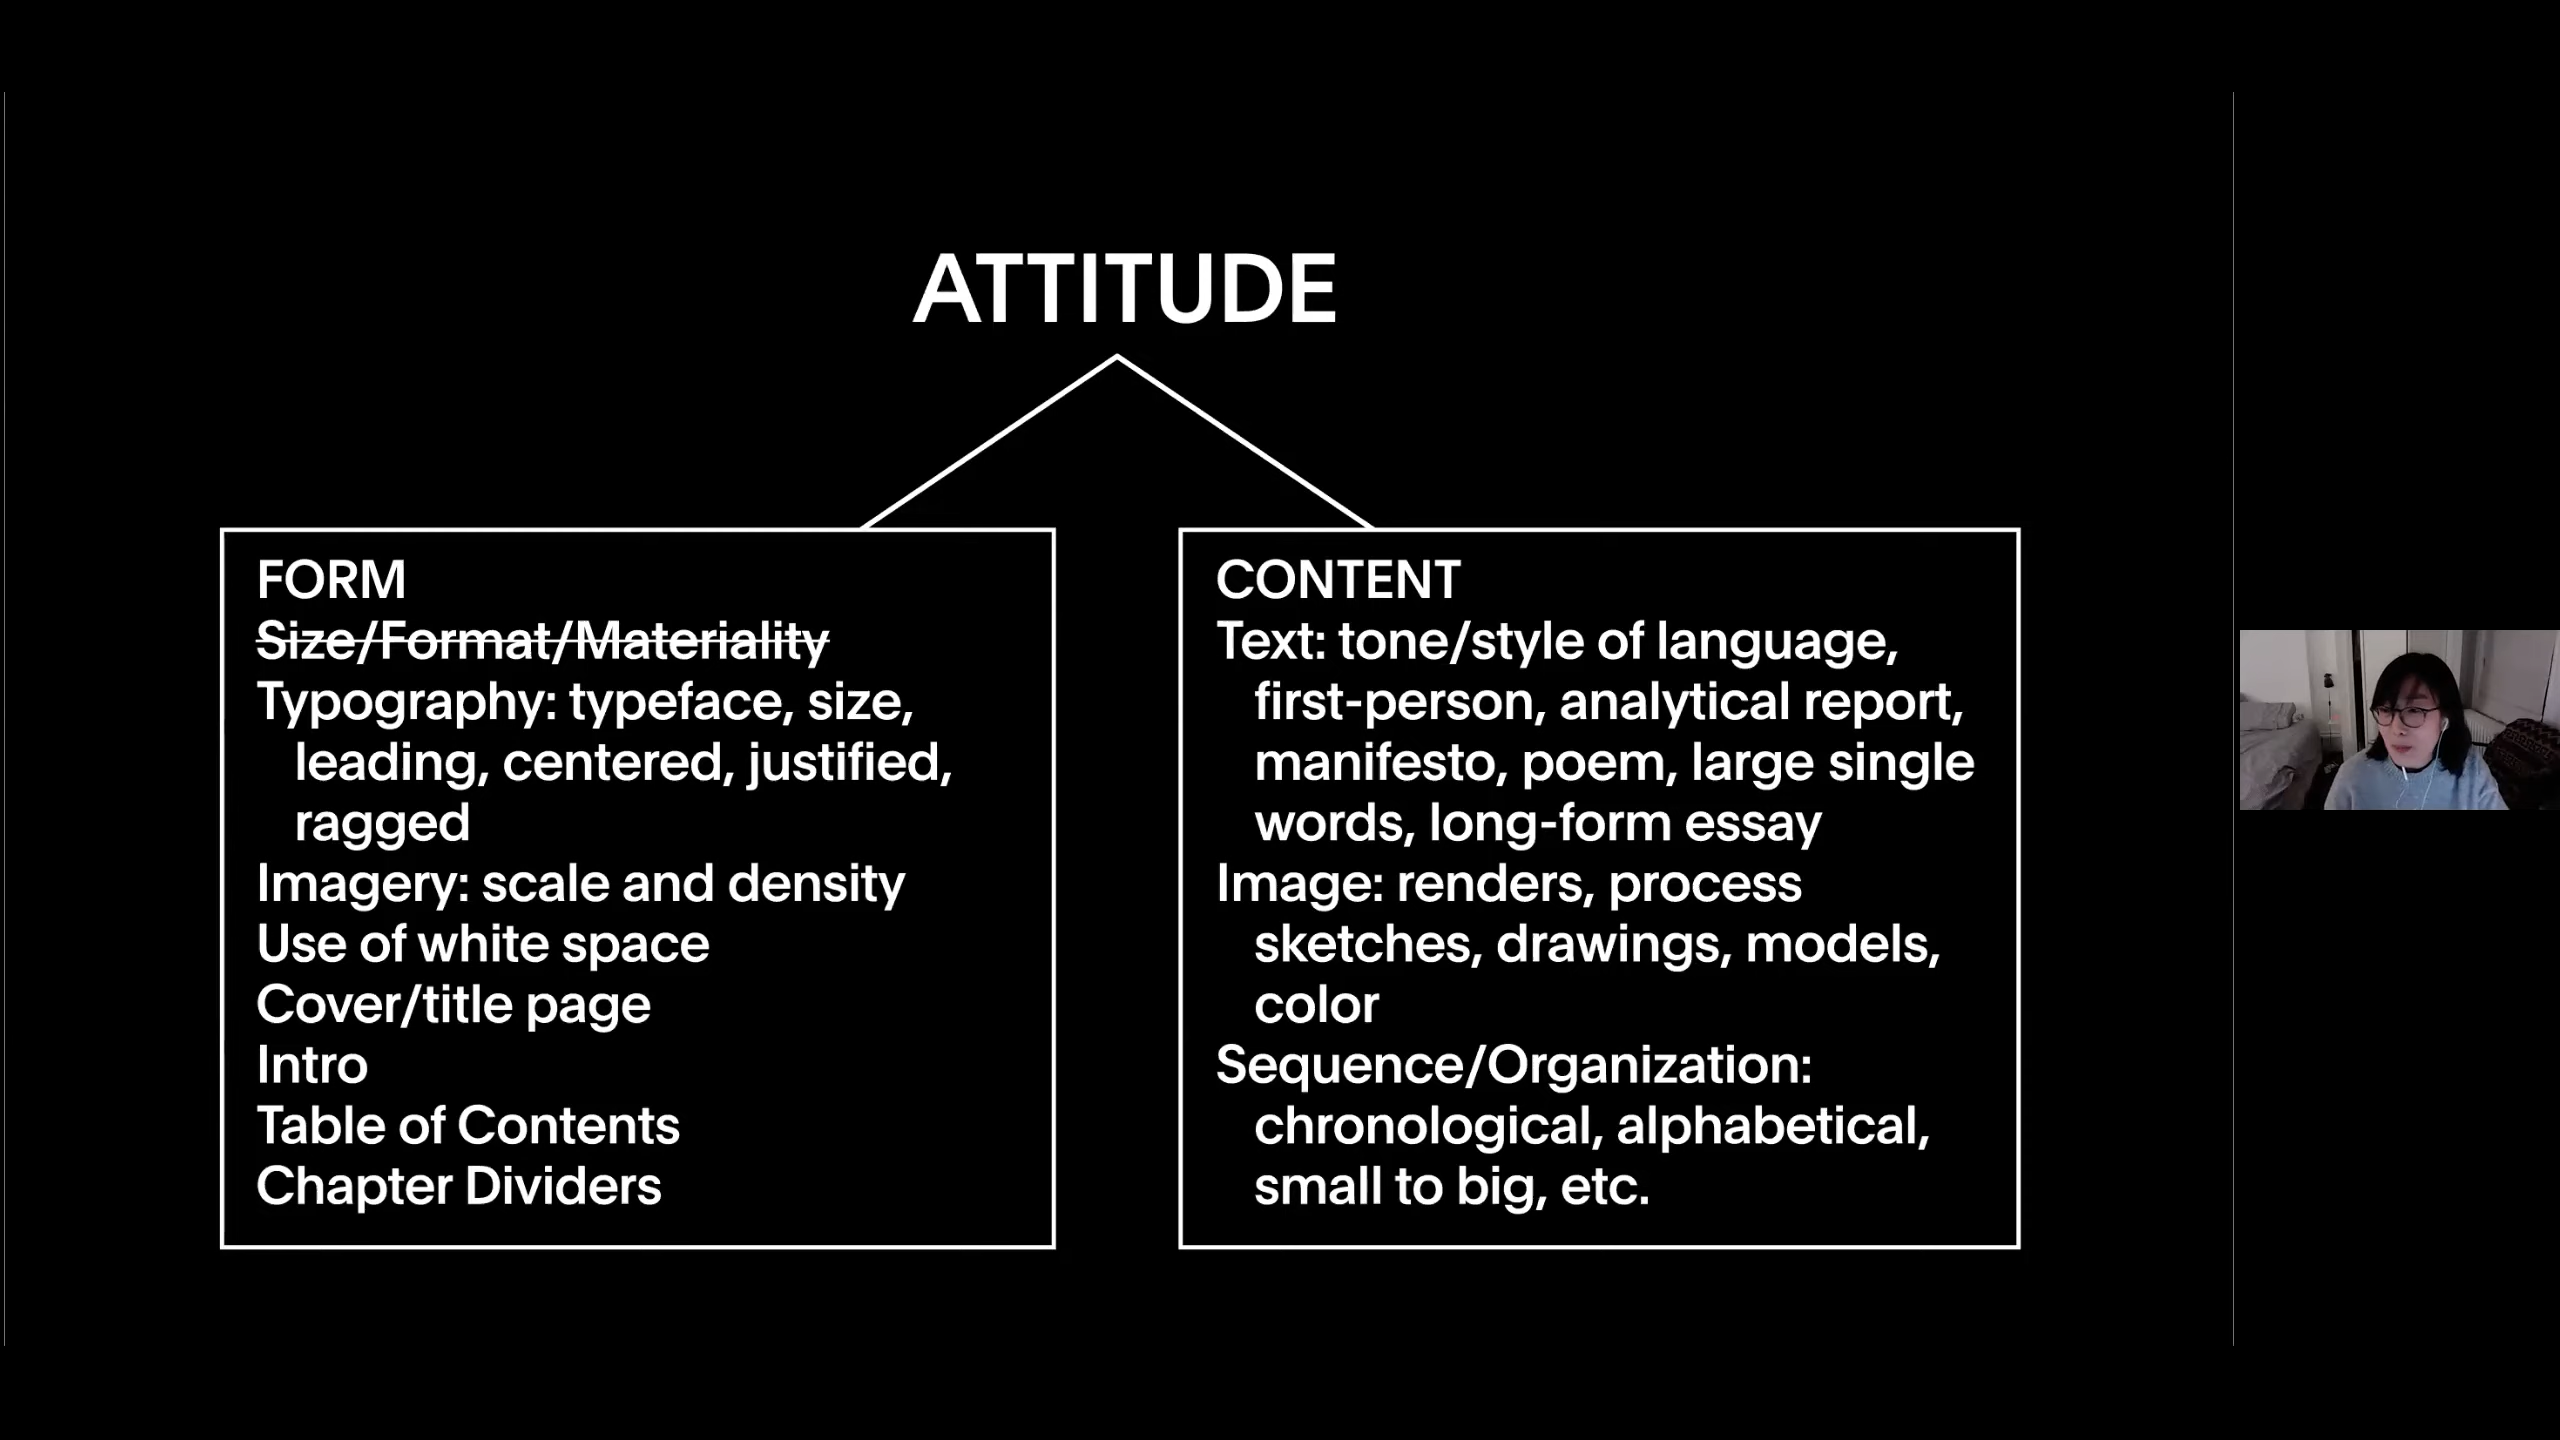 ATTITUDE
FORM
Size/Format/Materiality
Typography: typeface, size,
leading, centered, justified,
ragged
Imagery: scale and density
Use of white space
Cover/title page
Intro
Table of Contents
Chapter Dividers
CONTENT
Text: tone/style of language,
first-person, analytical report,
manifesto, poem, large single
words, long-form essay
Image: renders, process
sketches, drawings, models,
color
Sequence/Organization:
chronological, alphabetical,
small to big, etc.